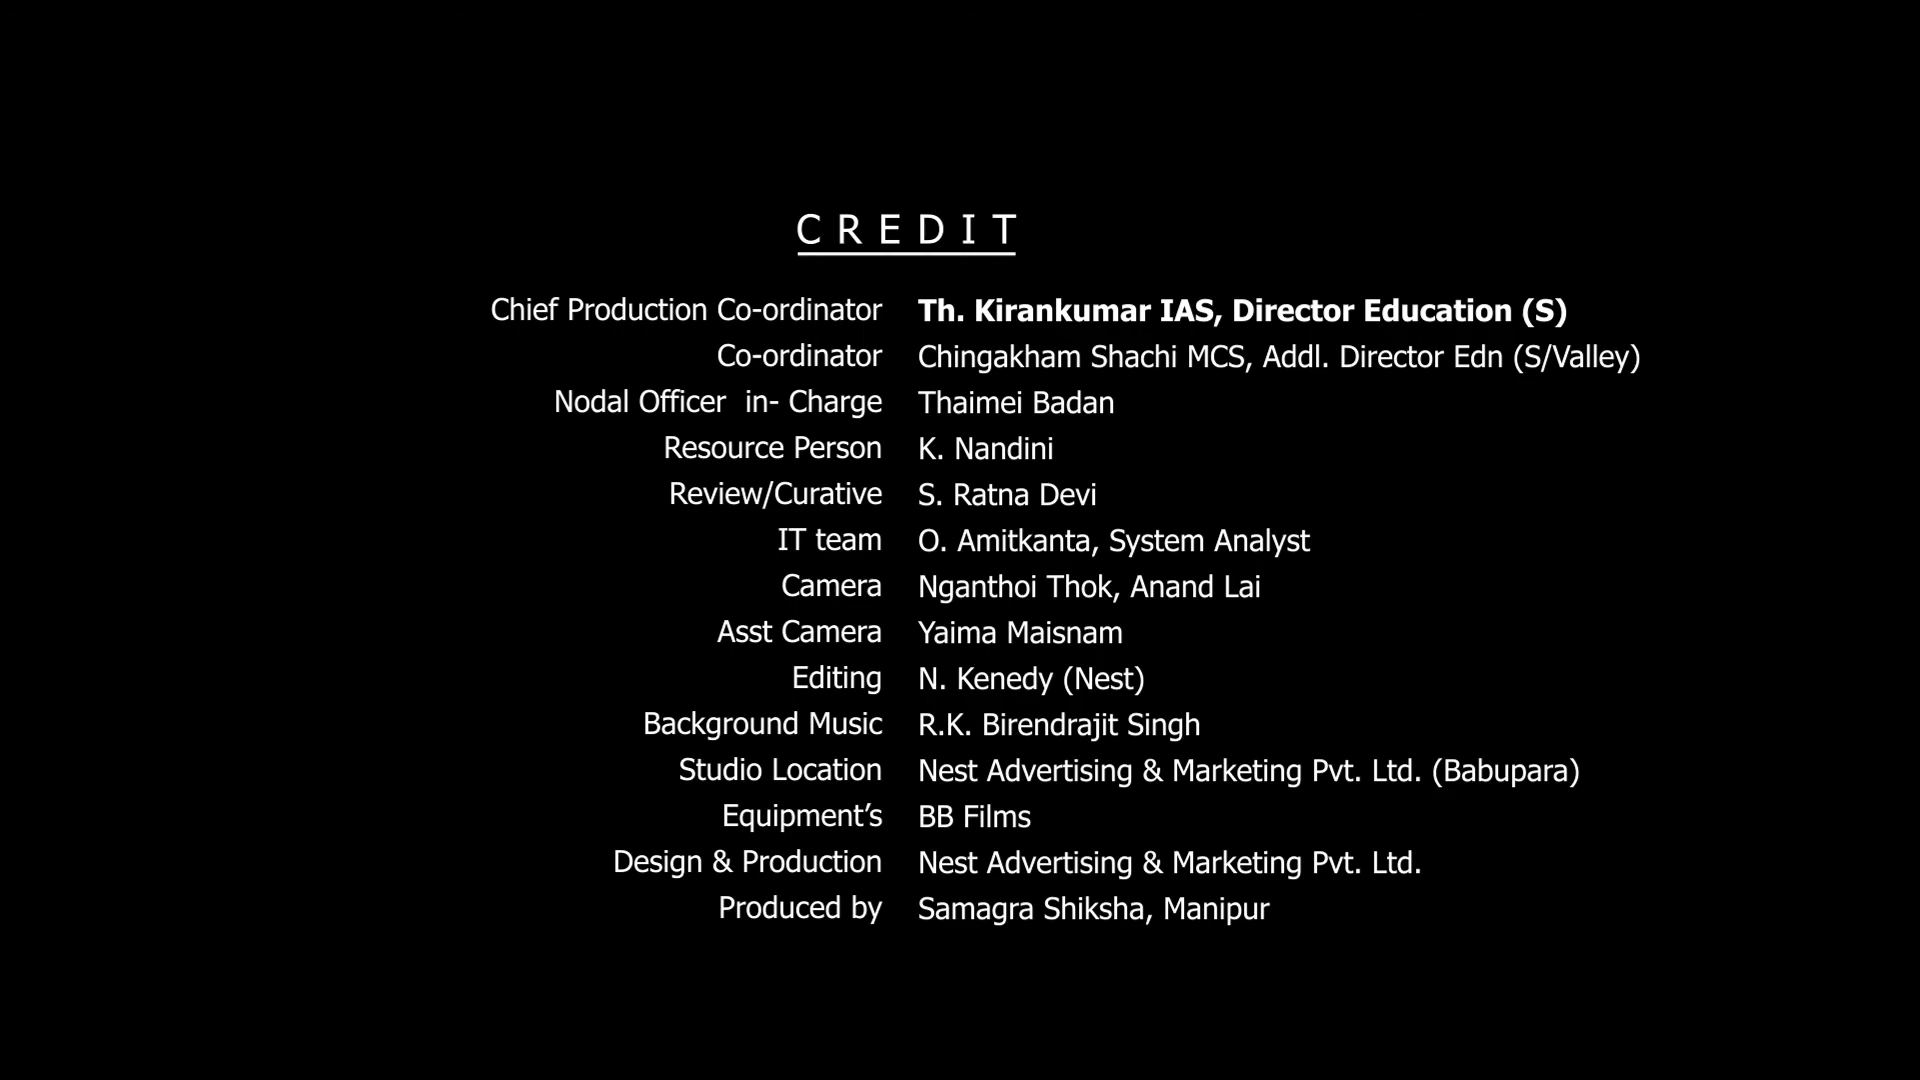 CREDIT
Chief Production Co-ordinator Th. Kirankumar IAS, Director Education (S)
Co-ordinator Chingakham Shachi MCS, Addl. Director Edn (S/Valley)
Nodal Officer in- Charge Thaimei Badan
Resource Person K. Nandini
Review/Curative S. Ratna Devi
IT team O. Amitkanta, System Analyst
Camera Nganthoi Thok, Anand Lai
Asst Camera Yaima Maisnam
Editing N. Kenedy (Nest)
Background Music R.K. Birendrajit Singh
Studio Location Nest Advertising & Marketing Pvt. Ltd. (Babupara)
Equipment’s BB Films
Design & Production Nest Advertising & Marketing Pvt. Ltd.
Produced by Samagra Shiksha, Manipur